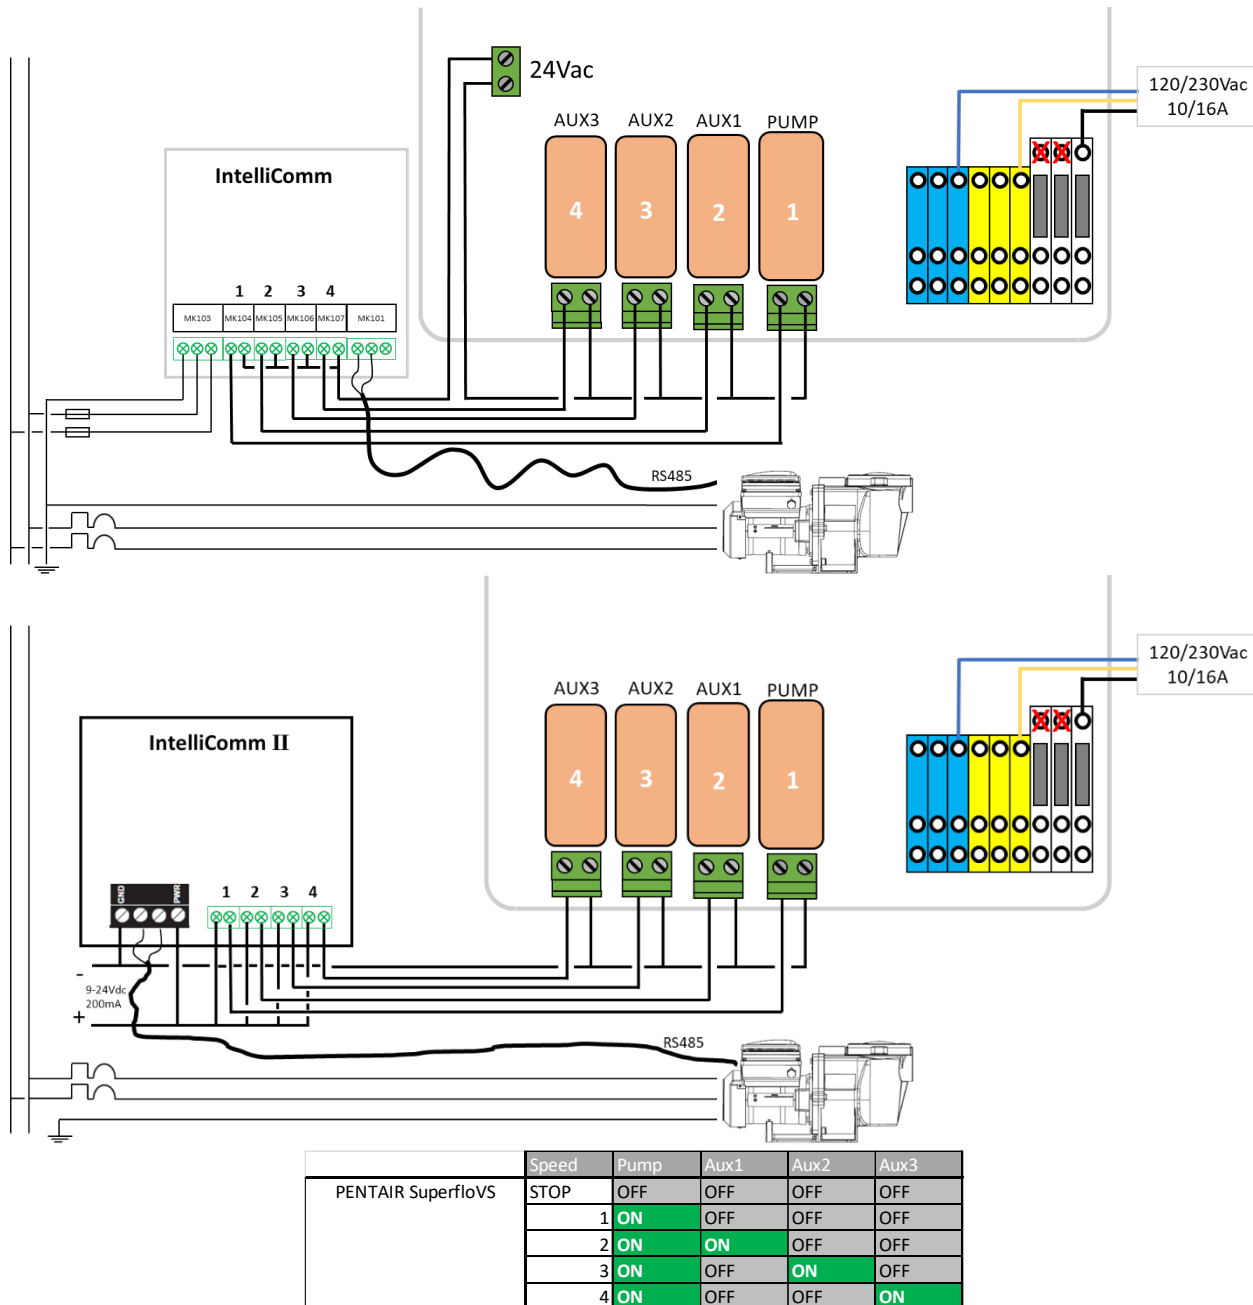 24Vac
120/230Vac
10/16A
AUX3 AUX2 AUX1 PUMP
IntelliComm
4 3 2 1
1 2 3 4
MK103 MK104 MK105 MK106 MK107 MK101
RS485
120/230Vac
10/16A
AUX3 AUX2 AUX1 PUMP
IntelliComm II
4 3 2 1
GND PWR
1 2 3 4
-
9-24Vdc
200mA
+
RS485
Speed Pump Aux1 Aux2 Aux3
PENTAIR SuperfloVS STOP OFF OFF OFF OFF
1 ON OFF OFF OFF
2 ON ON OFF OFF
3 ON OFF ON OFF
4 ON OFF OFF ON